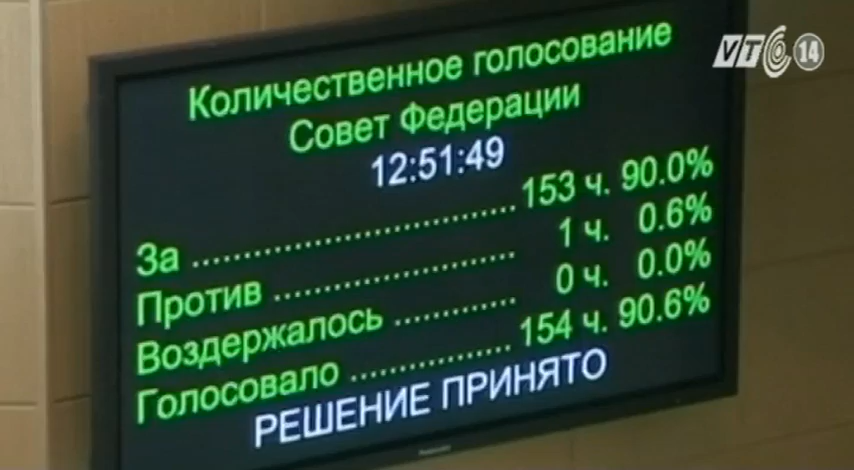 VTC 14
Количественное голосование
Совет Федерации
12:51:49
За ........................................ 153 ч. 90.0%
Против ................................ 1 ч. 0.6%
Воздержалось ................ 0 ч. 0.0%
Голосовало ..................... 154 ч. 90.6%
РЕШЕНИЕ ПРИНЯТО
Panasonic